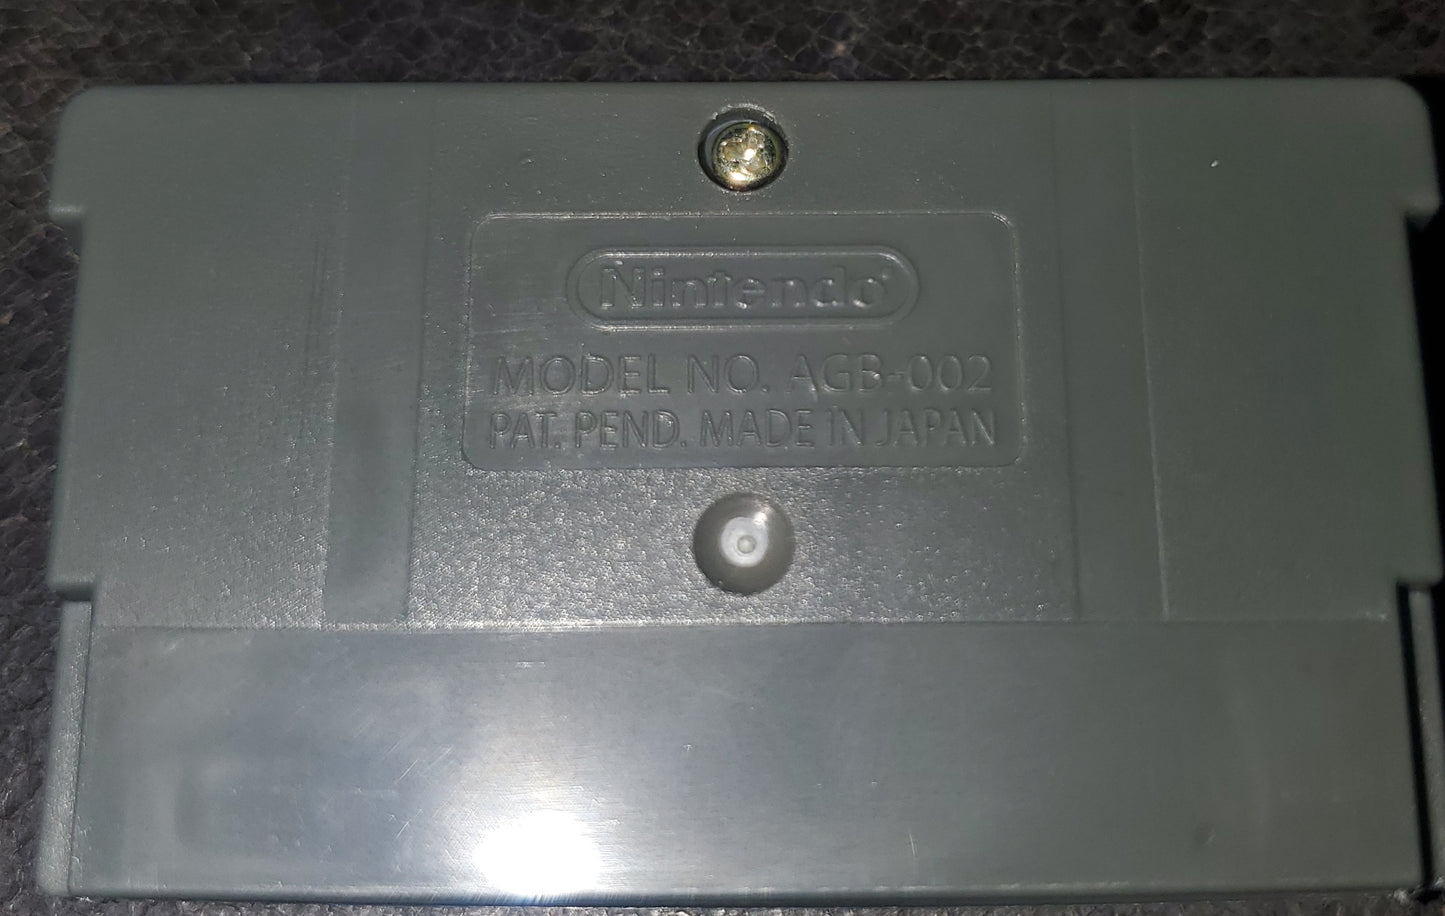 Nintendo
MODEL NO. AGB-002
PAT. PEND. MADE IN JAPAN